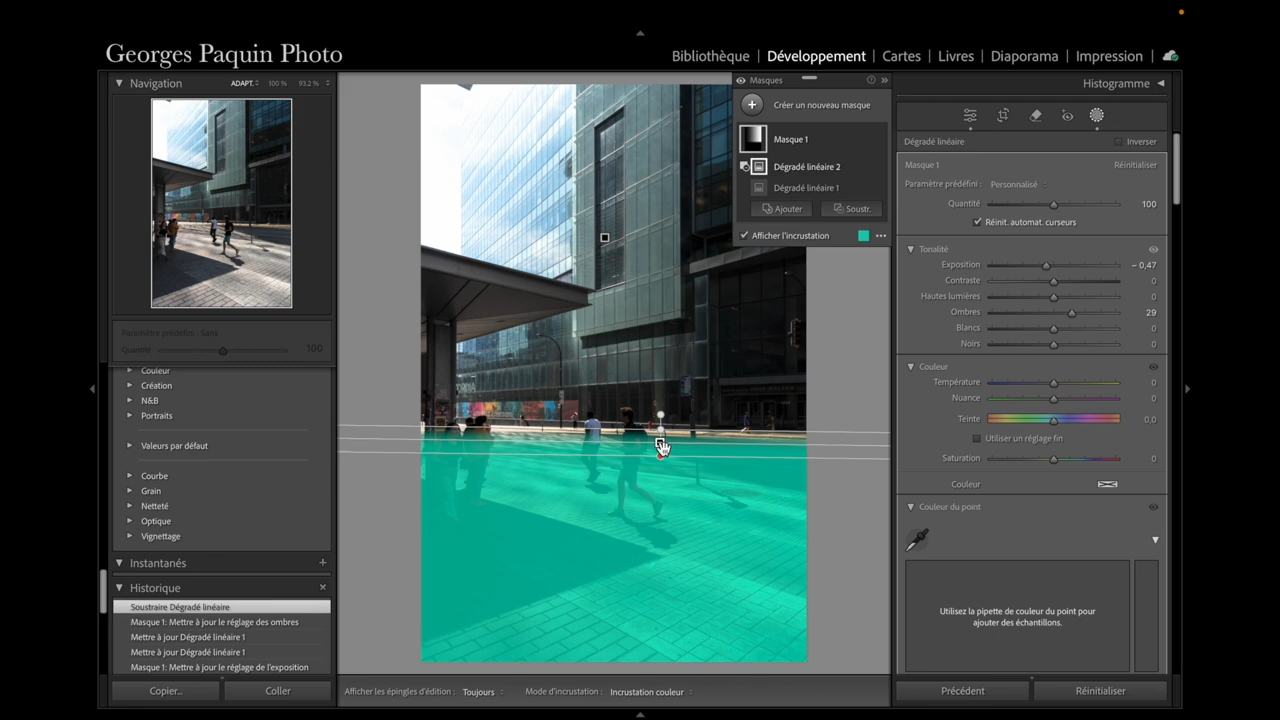 Georges Paquin Photo
Bibliothèque | Développement | Cartes | Livres | Diaporama | Impression
Navigation ADAPT. 100 % 93.2 %
Paramètre prédéfini : Sans
Quantité 100
Couleur
Création
N&B
Portraits
Valeurs par défaut
Courbe
Grain
Netteté
Optique
Vignettage
Instantanés +
Historique ×
Soustraire Dégradé linéaire
Masque 1: Mettre à jour le réglage des ombres
Mettre à jour Dégradé linéaire 1
Mettre à jour Dégradé linéaire 1
Masque 1: Mettre à jour le réglage de l'exposition
Copier... Coller
Masques
Créer un nouveau masque
Masque 1
Dégradé linéaire 2
Dégradé linéaire 1
Ajouter Soustr.
Afficher l'incrustation
Afficher les épingles d'édition : Toujours Mode d'incrustation : Incrustation couleur
Histogramme
Dégradé linéaire Inverser
Masque 1 Réinitialiser
Paramètre prédéfini : Personnalisé
Quantité 100
Réinit. automat. curseurs
Tonalité
Exposition – 0,47
Contraste 0
Hautes lumières 0
Ombres 29
Blancs 0
Noirs 0
Couleur
Température 0
Nuance 0
Teinte 0,0
Utiliser un réglage fin
Saturation 0
Couleur
Couleur du point
Utilisez la pipette de couleur du point pour
ajouter des échantillons.
Précédent Réinitialiser